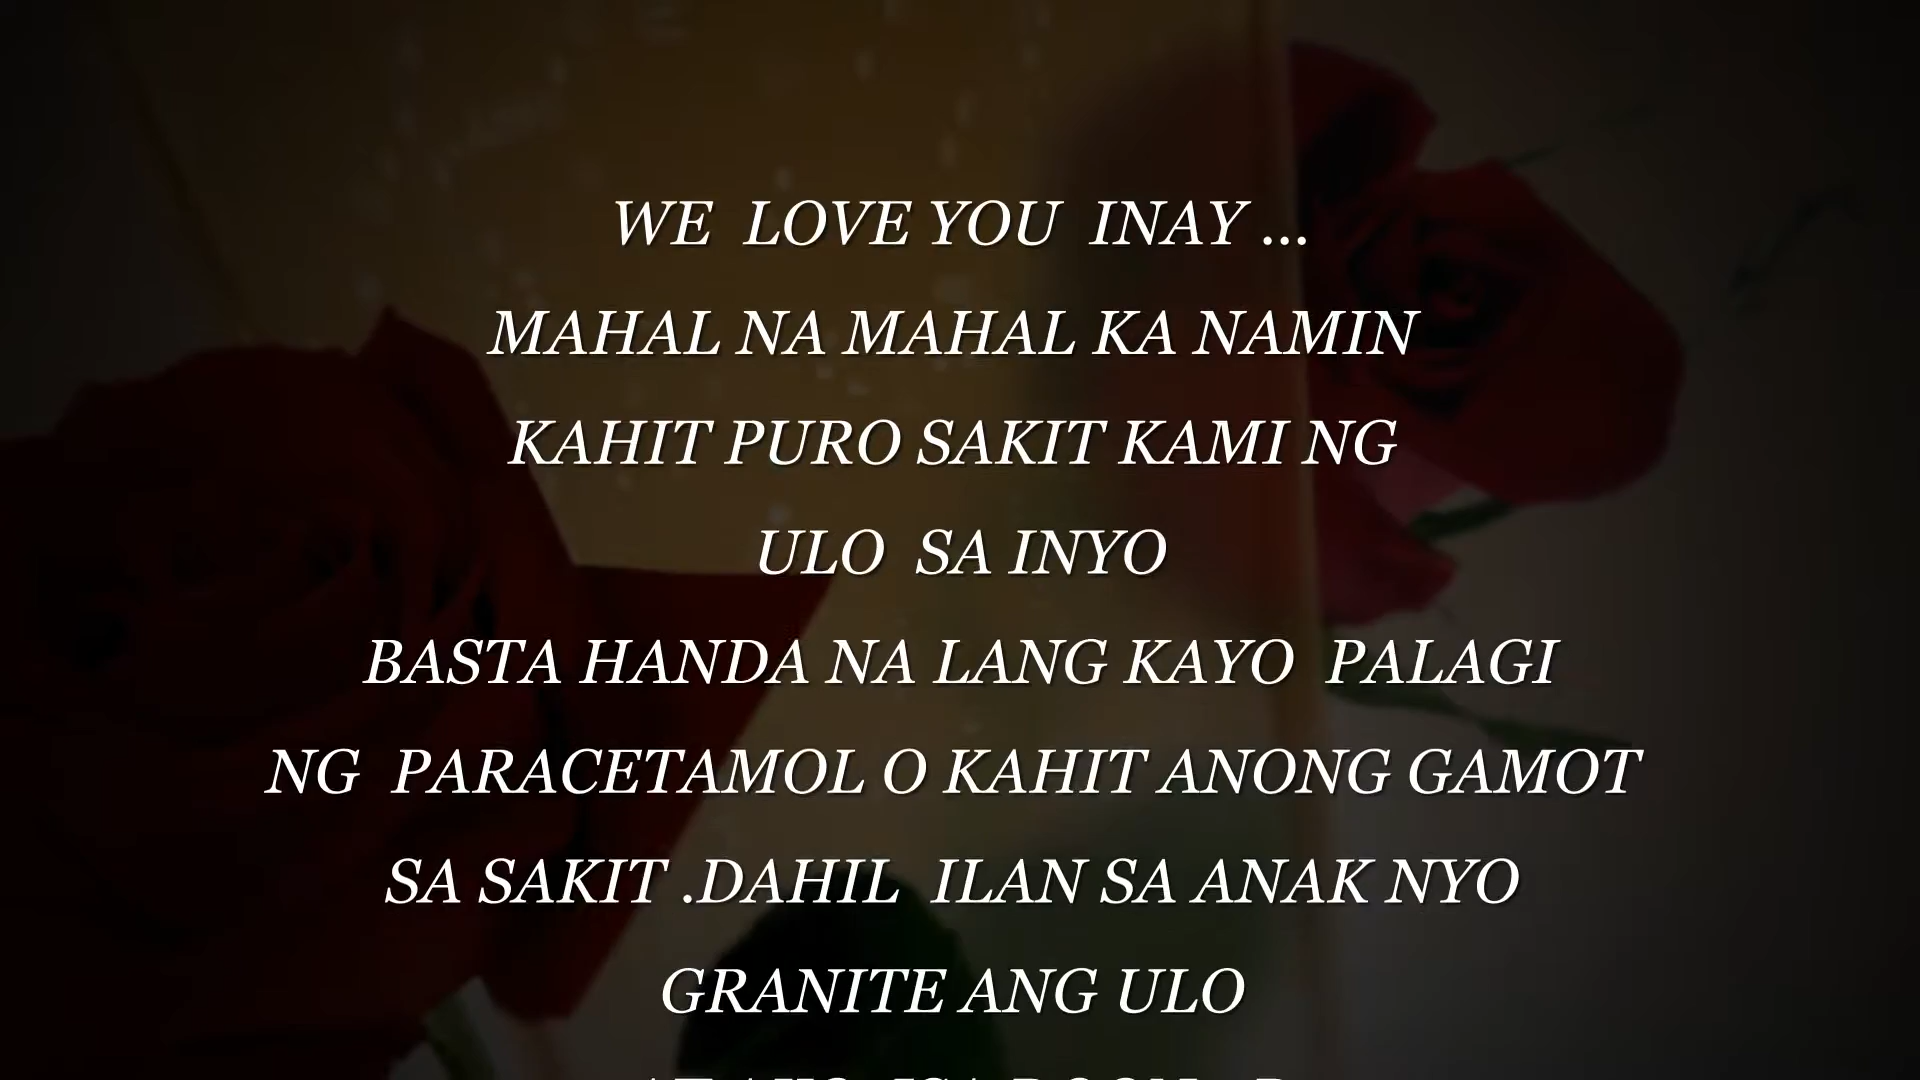 WE LOVE YOU INAY ...
MAHAL NA MAHAL KA NAMIN
KAHIT PURO SAKIT KAMI NG
ULO SA INYO
BASTA HANDA NA LANG KAYO PALAGI
NG PARACETAMOL O KAHIT ANONG GAMOT
SA SAKIT .DAHIL ILAN SA ANAK NYO
GRANITE ANG ULO